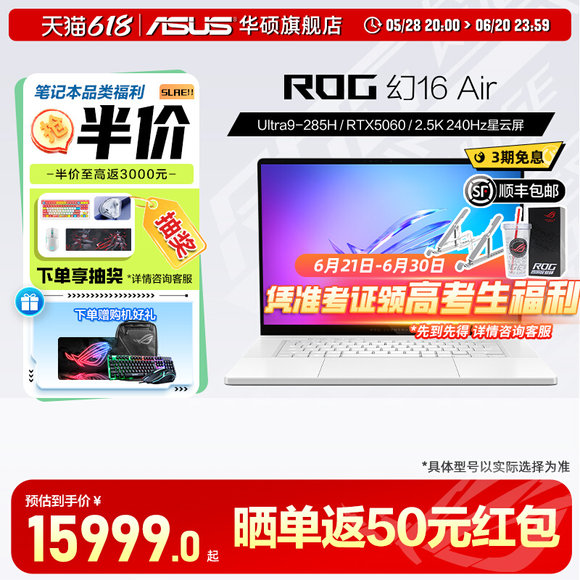 天猫618
ASUS 华硕旗舰店
05/28 20:00 → 06/20 23:59
笔记本品类福利
SLAE!!
抢
半价
半价至高返3000元
抽奖
下单享抽奖 *详情咨询客服
下单赠购机好礼
ROG 幻16 Air
Ultra9-285H / RTX5060 / 2.5K 240Hz星云屏
3期免息
SF 顺丰包邮
ROG
6月21日-6月30日
凭准考证领高考生福利
*先到先得 详情咨询客服
*具体型号以实际选择为准
预估到手价￥
15999.0起
晒单返50元红包